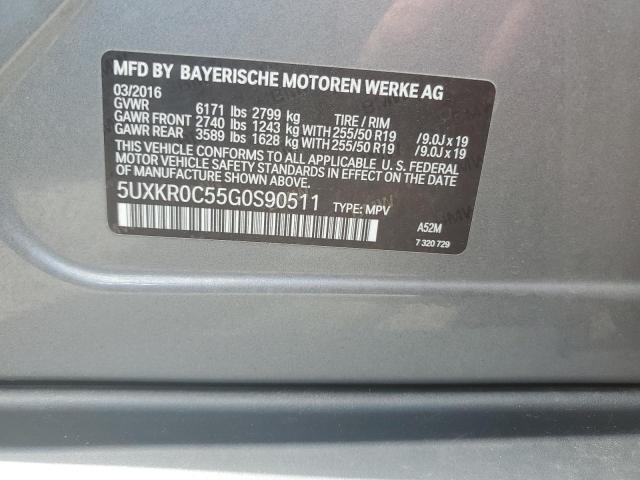 MFD BY BAYERISCHE MOTOREN WERKE AG
03/2016
GVWR 6171 lbs 2799 kg TIRE / RIM
GAWR FRONT 2740 lbs 1243 kg WITH 255/50 R19 /9.0J x 19
GAWR REAR 3589 lbs 1628 kg WITH 255/50 R19 /9.0J x 19
THIS VEHICLE CONFORMS TO ALL APPLICABLE U. S. FEDERAL
MOTOR VEHICLE SAFETY STANDARDS IN EFFECT ON THE DATE
OF MANUFACTURE SHOWN ABOVE.
5UXKR0C55G0S90511 TYPE: MPV
A52M
7 320 729